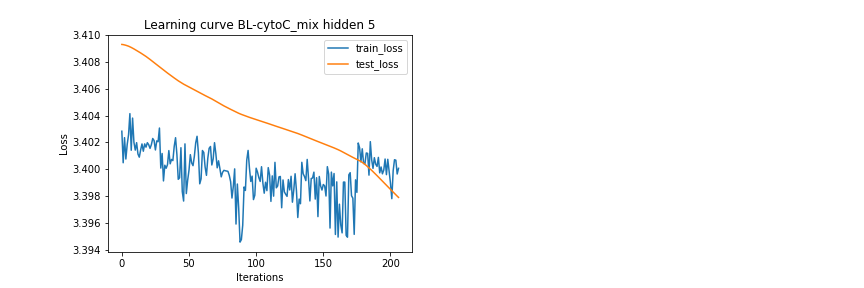 Learning curve BL-cytoC_mix hidden 5
3.410
3.408
3.406
3.404
3.402
3.400
3.398
3.396
3.394
Loss
train_loss
test_loss
0
50
100
150
200
Iterations